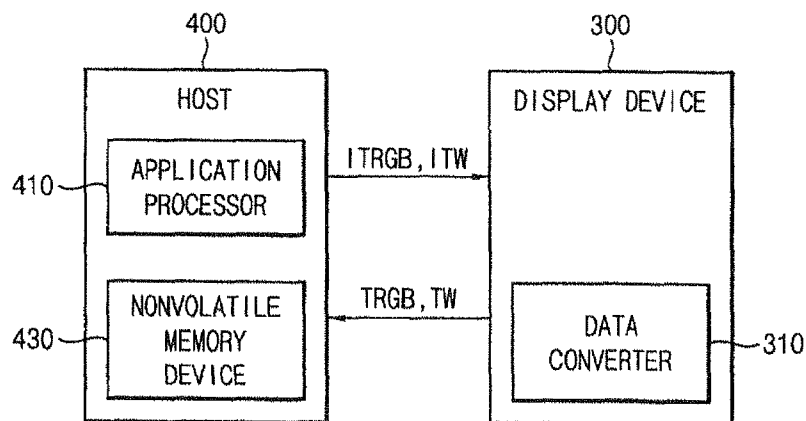 400
300
HOST
DISPLAY DEVICE
410
APPLICATION
PROCESSOR
ITRGB, ITW
430
NONVOLATILE
MEMORY
DEVICE
TRGB, TW
DATA
CONVERTER
310